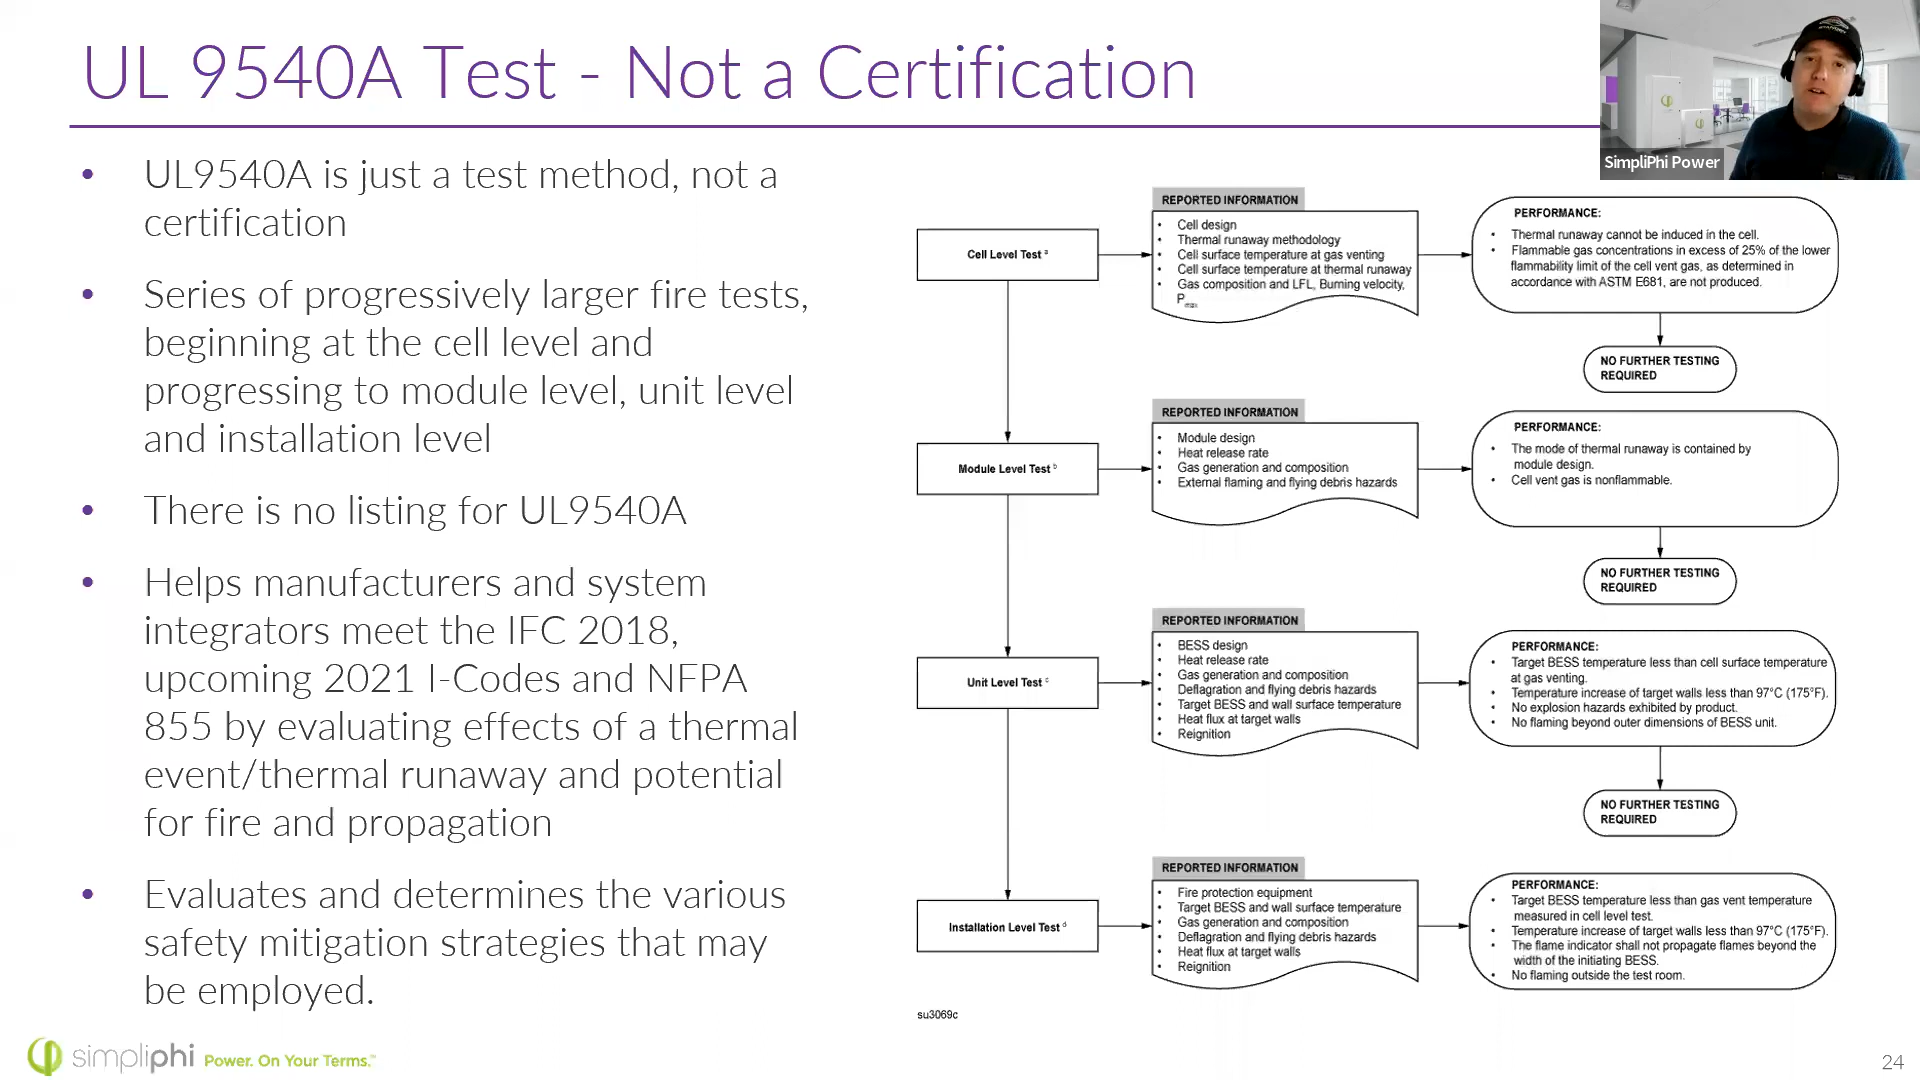 UL 9540A Test - Not a Certification
SimpliPhi Power
• UL9540A is just a test method, not a
certification
• Series of progressively larger fire tests,
beginning at the cell level and
progressing to module level, unit level
and installation level
• There is no listing for UL9540A
• Helps manufacturers and system
integrators meet the IFC 2018,
upcoming 2021 I-Codes and NFPA
855 by evaluating effects of a thermal
event/thermal runaway and potential
for fire and propagation
• Evaluates and determines the various
safety mitigation strategies that may
be employed.
Cell Level Test a
REPORTED INFORMATION
• Cell design
• Thermal runaway methodology
• Cell surface temperature at gas venting
• Cell surface temperature at thermal runaway
• Gas composition and LFL, Burning velocity,
P
PERFORMANCE:
• Thermal runaway cannot be induced in the cell.
• Flammable gas concentrations in excess of 25% of the lower
flammability limit of the cell vent gas, as determined in
accordance with ASTM E681, are not produced.
NO FURTHER TESTING
REQUIRED
Module Level Test b
REPORTED INFORMATION
• Module design
• Heat release rate
• Gas generation and composition
• External flaming and flying debris hazards
PERFORMANCE:
• The mode of thermal runaway is contained by
module design.
• Cell vent gas is nonflammable.
NO FURTHER TESTING
REQUIRED
Unit Level Test c
REPORTED INFORMATION
• BESS design
• Heat release rate
• Gas generation and composition
• Deflagration and flying debris hazards
• Target BESS and wall surface temperature
• Heat flux at target walls
• Reignition
PERFORMANCE:
• Target BESS temperature less than cell surface temperature
at gas venting.
• Temperature increase of target walls less than 97°C (175°F).
• No explosion hazards exhibited by product.
• No flaming beyond outer dimensions of BESS unit.
NO FURTHER TESTING
REQUIRED
Installation Level Test d
REPORTED INFORMATION
• Fire protection equipment
• Target BESS and wall surface temperature
• Gas generation and composition
• Deflagration and flying debris hazards
• Heat flux at target walls
• Reignition
PERFORMANCE:
• Target BESS temperature less than gas vent temperature
measured in cell level test.
• Temperature increase of target walls less than 97°C (175°F).
• The flame indicator shall not propagate flames beyond the
width of the initiating BESS.
• No flaming outside the test room.
su3069c
simpliphi Power. On Your Terms.™
24